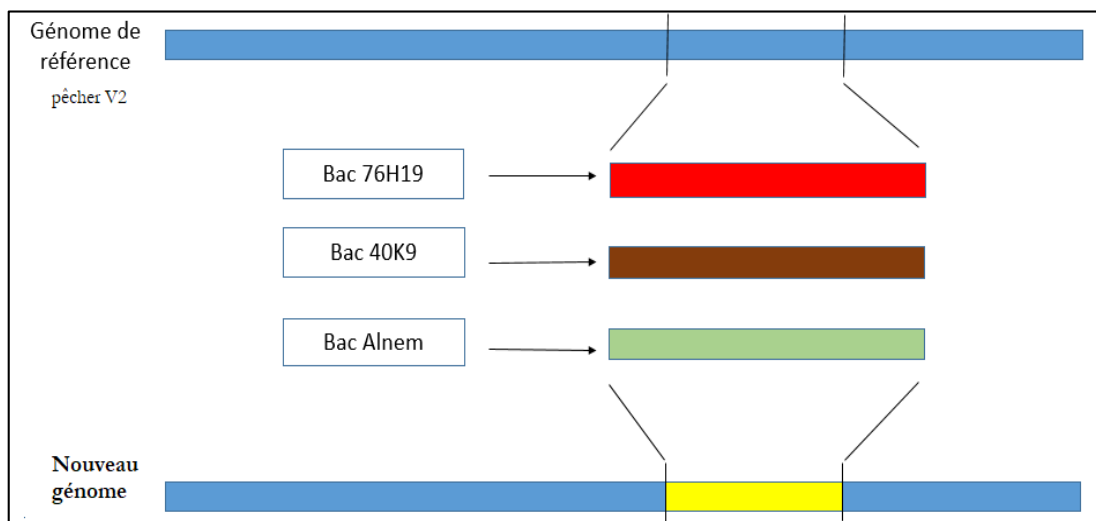 Génome de
référence
pêcher V2
Bac 76H19
Bac 40K9
Bac Alnem
Nouveau
génome